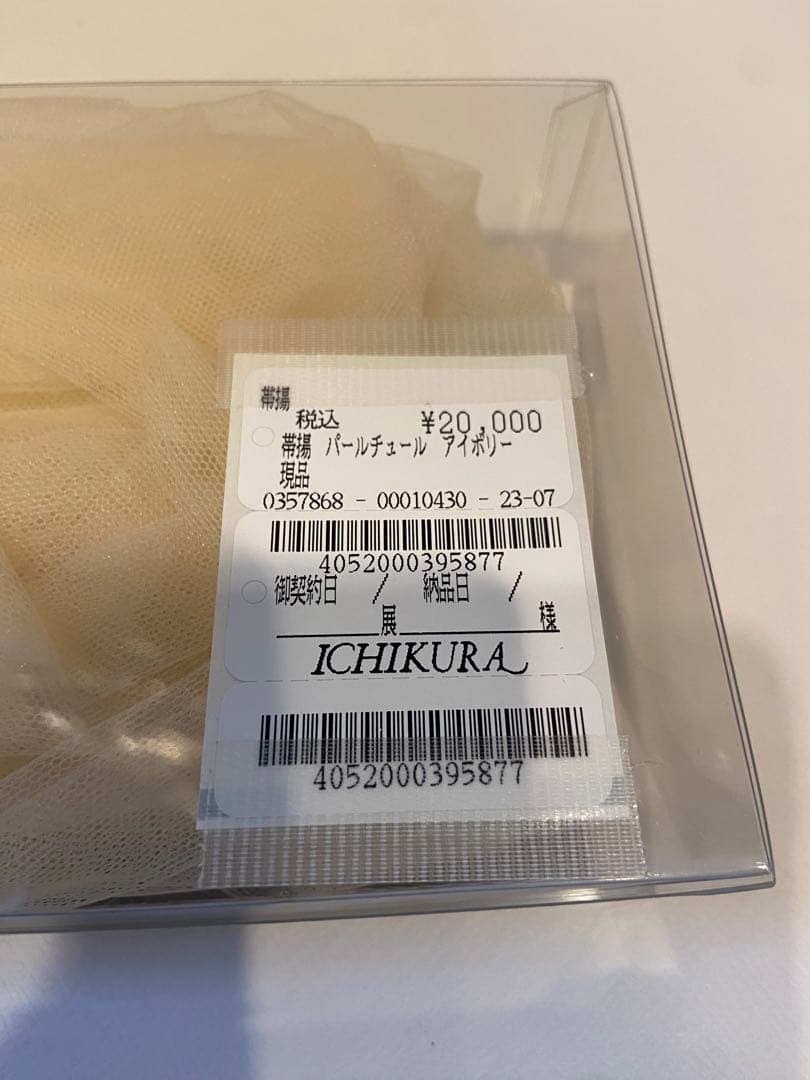 帯揚
税込 ¥20,000
帯揚 パールチュール アイボリー
現品
0357868 - 00010430 - 23-07
4052000395877
御契約日 / 納品日 /
展 様
ICHIKURA
4052000395877